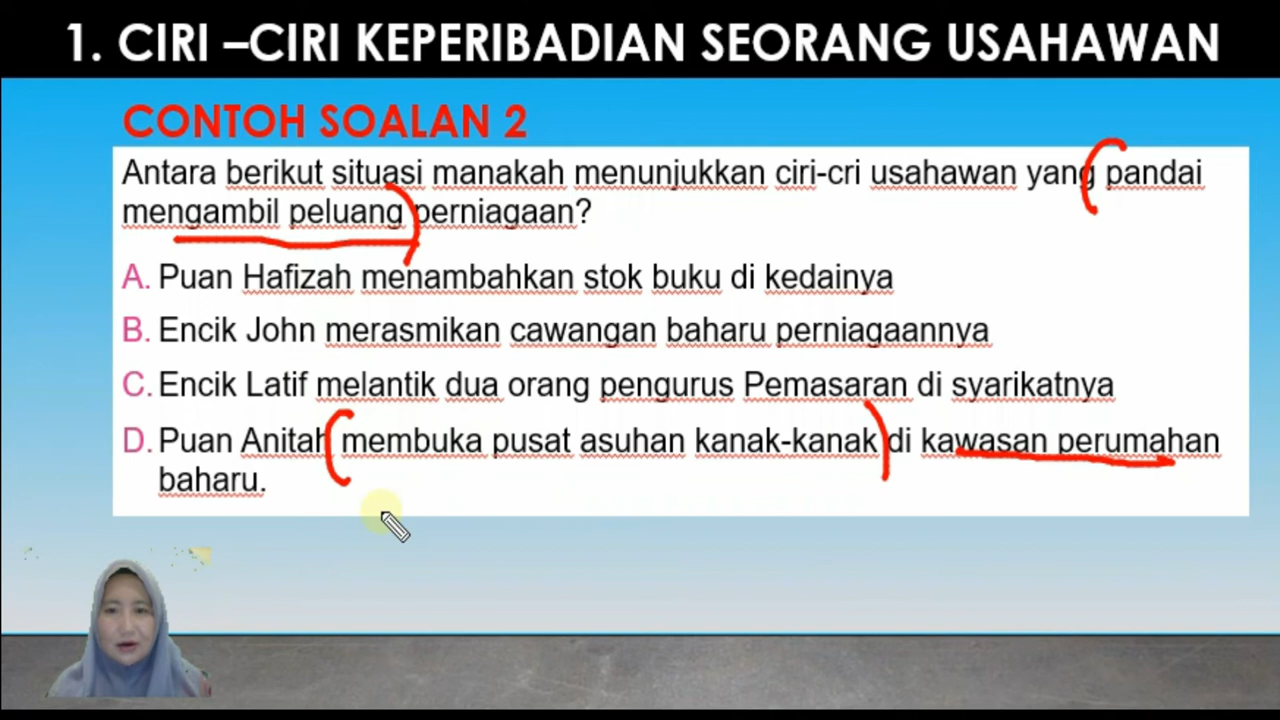 1. CIRI –CIRI KEPERIBADIAN SEORANG USAHAWAN
CONTOH SOALAN 2
Antara berikut situasi manakah menunjukkan ciri-cri usahawan yang pandai
mengambil peluang perniagaan?
A. Puan Hafizah menambahkan stok buku di kedainya
B. Encik John merasmikan cawangan baharu perniagaannya
C. Encik Latif melantik dua orang pengurus Pemasaran di syarikatnya
D. Puan Anitah membuka pusat asuhan kanak-kanak di kawasan perumahan
baharu.